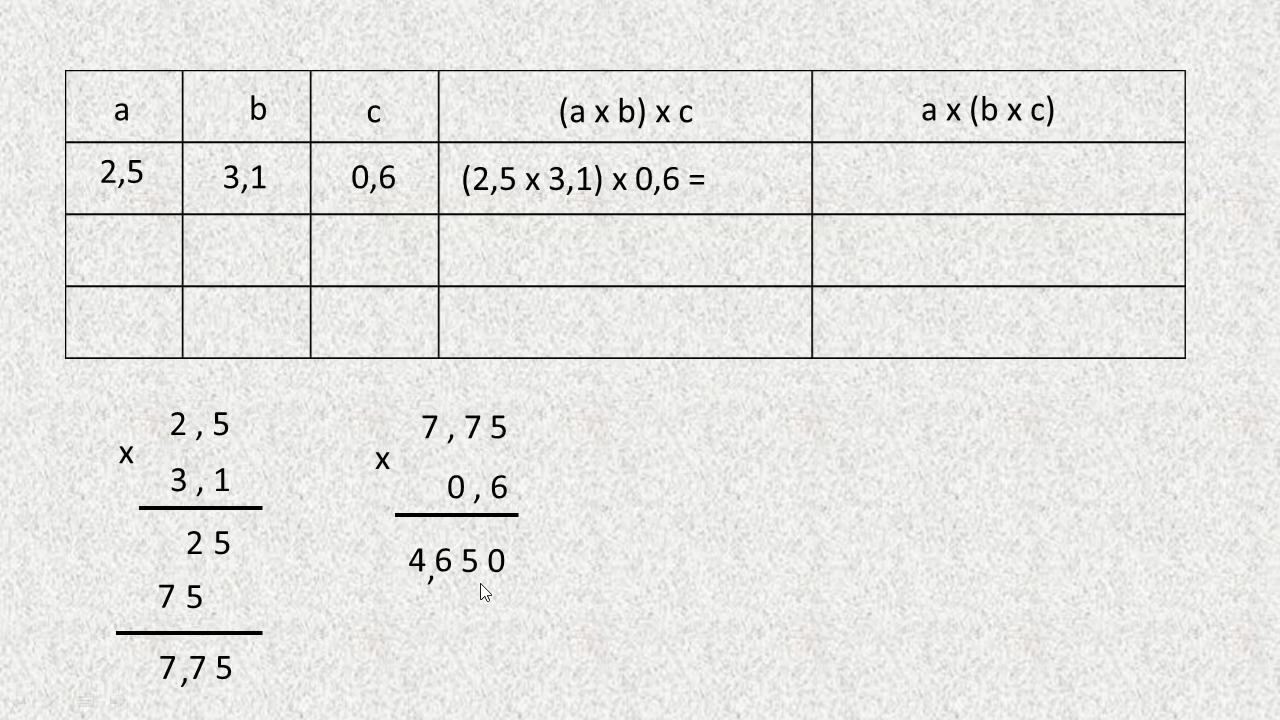 a b c (a x b) x c a x (b x c)
2,5 3,1 0,6 (2,5 x 3,1) x 0,6 =
2 , 5
x
3 , 1
2 5
7 5
7,7 5
7 , 7 5
x
0 , 6
4,6 5 0